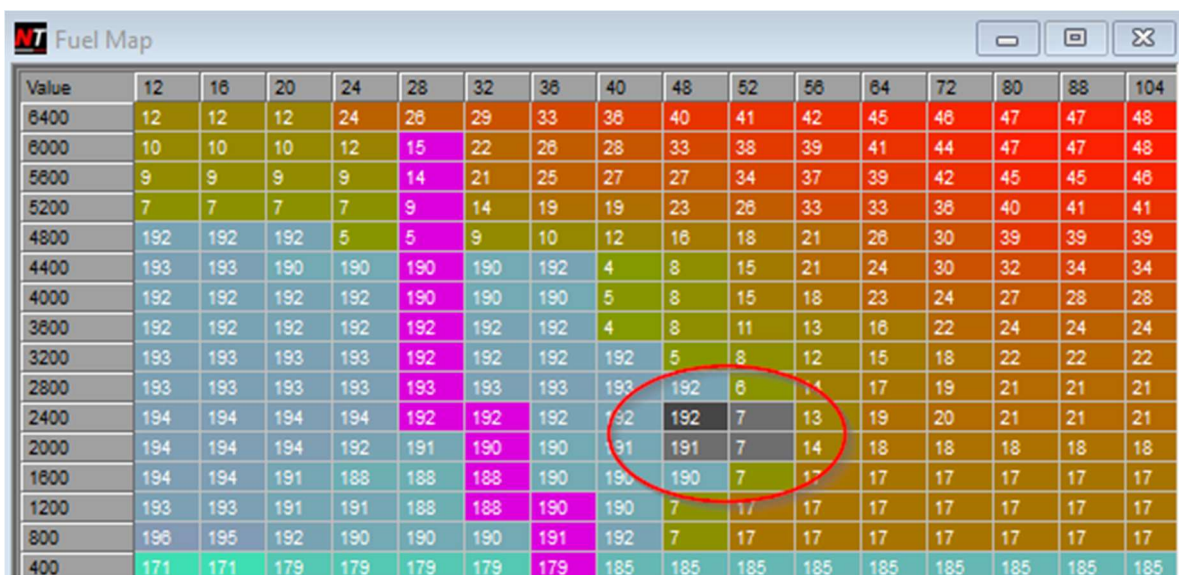 NT Fuel Map
Value 12 16 20 24 28 32 36 40 48 52 56 64 72 80 88 104
6400 12 12 12 24 26 29 33 36 40 41 42 45 46 47 47 48
6000 10 10 10 12 15 22 26 28 33 38 39 41 44 47 47 48
5600 9 9 9 9 14 21 25 27 27 34 37 39 42 45 45 46
5200 7 7 7 7 9 14 19 19 23 26 33 33 36 40 41 41
4800 192 192 192 5 5 9 10 12 16 18 21 26 30 39 39 39
4400 193 193 190 190 190 190 192 4 8 15 21 24 30 32 34 34
4000 192 192 192 192 190 190 190 5 8 15 18 23 24 27 28 28
3600 192 192 192 192 192 192 192 4 8 11 13 16 22 24 24 24
3200 193 193 193 193 192 192 192 192 5 8 12 15 18 22 22 22
2800 193 193 193 193 193 193 193 193 192 6 17 19 21 21 21
2400 194 194 194 194 192 192 192 192 192 7 13 19 20 21 21 21
2000 194 194 194 192 191 190 190 191 191 7 14 18 18 18 18 18
1600 194 194 191 188 188 188 190 190 190 7 17 17 17 17 17 17
1200 193 193 191 191 188 188 190 190 7 17 17 17 17 17 17 17
800 196 195 192 190 190 190 191 192 7 17 17 17 17 17 17 17
400 171 171 179 179 179 179 179 185 185 185 185 185 185 185 185 185